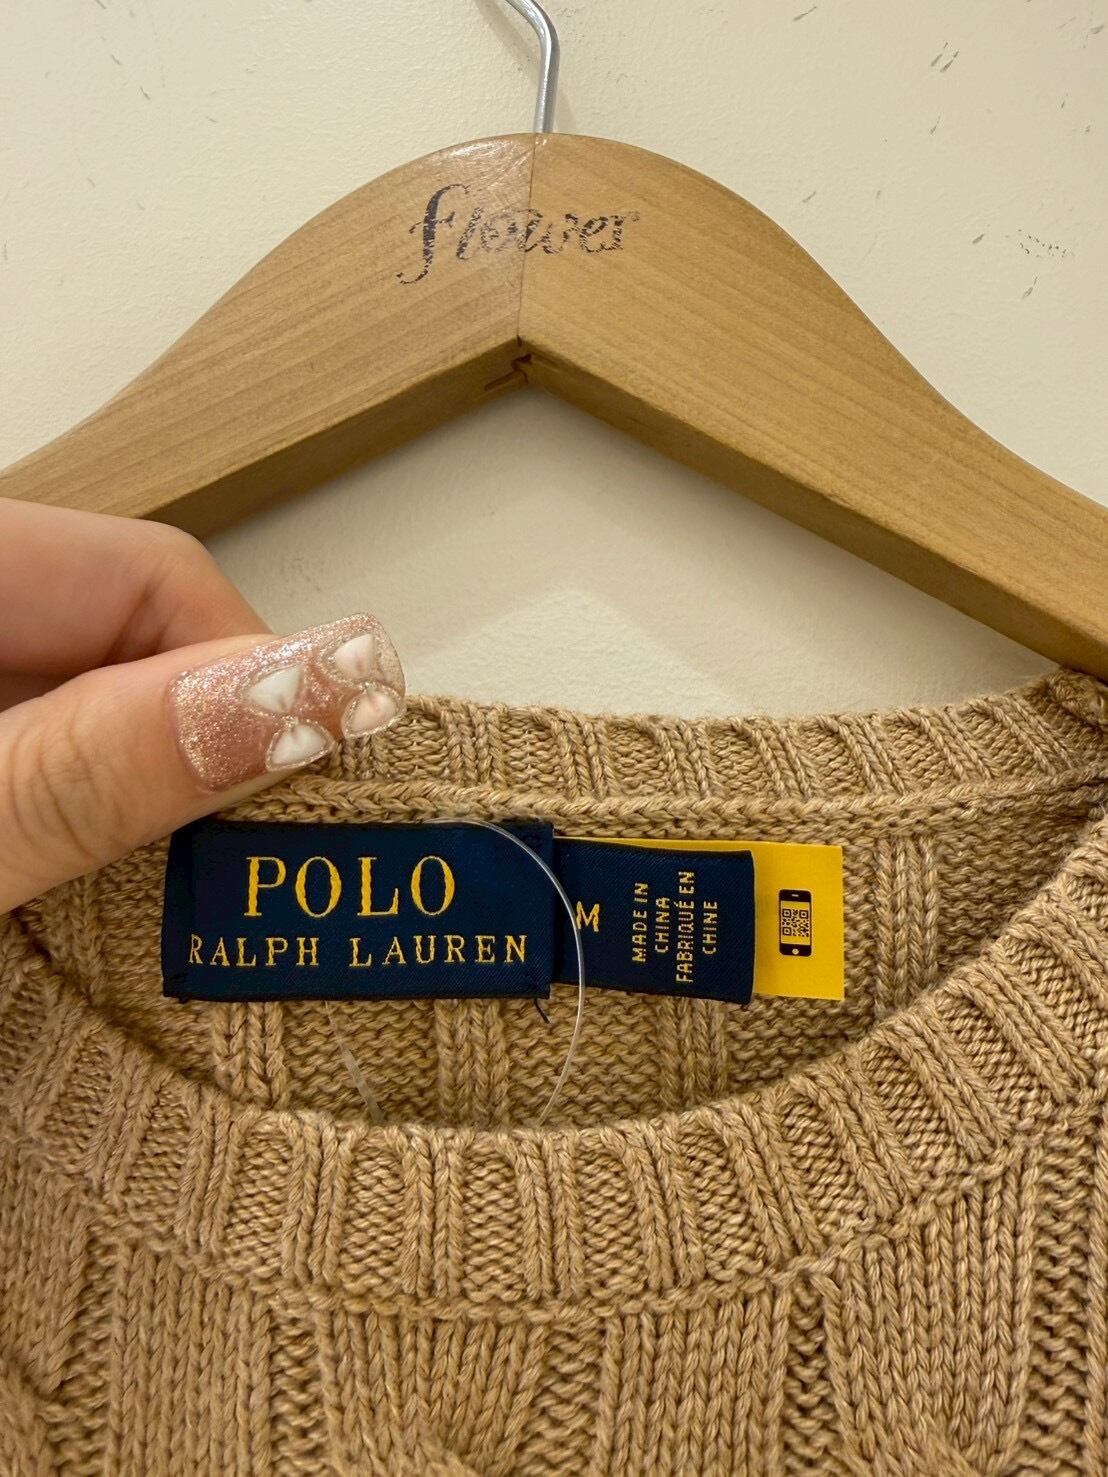 flower
POLO
RALPH LAUREN
M
MADE IN
CHINA
FABRIQUÉ EN
CHINE